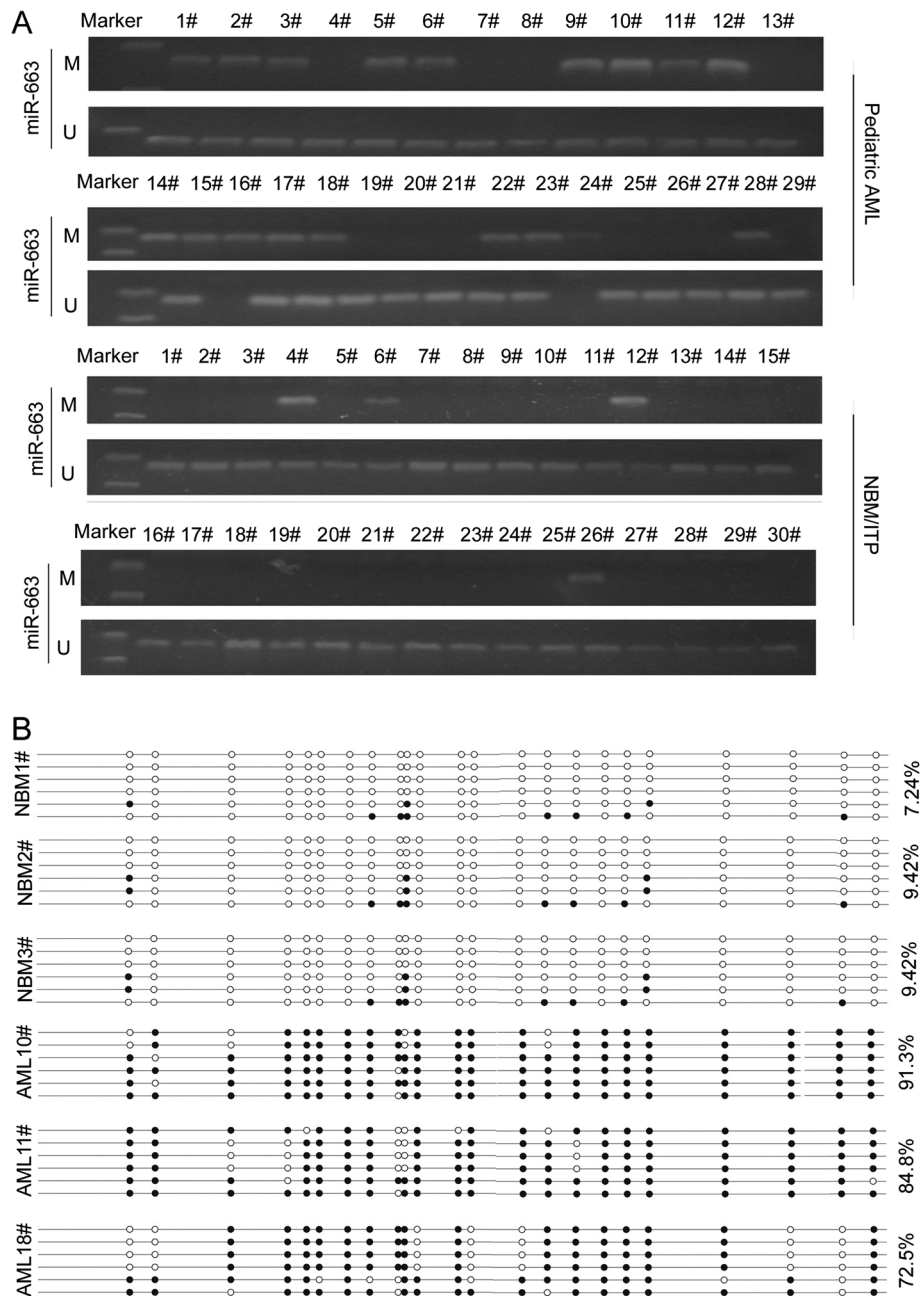 A
1# 2# 3# 4# 5# 6# 7# 8# 9# 10# 11# 12# 13#
miR-663
M
U
Marker 14# 15# 16# 17# 18# 19# 20# 21# 22# 23# 24# 25# 26# 27# 28# 29#
miR-663
M
U
Pediatric AML
Marker 1# 2# 3# 4# 5# 6# 7# 8# 9# 10# 11# 12# 13# 14# 15#
miR-663
M
U
Marker 16# 17# 18# 19# 20# 21# 22# 23# 24# 25# 26# 27# 28# 29# 30#
miR-663
M
U
NBM/ITP
B
NBM1# 7.24%
NBM2# 9.42%
NBM3# 9.42%
AML10# 91.3%
AML11# 84.8%
AML18# 72.5%